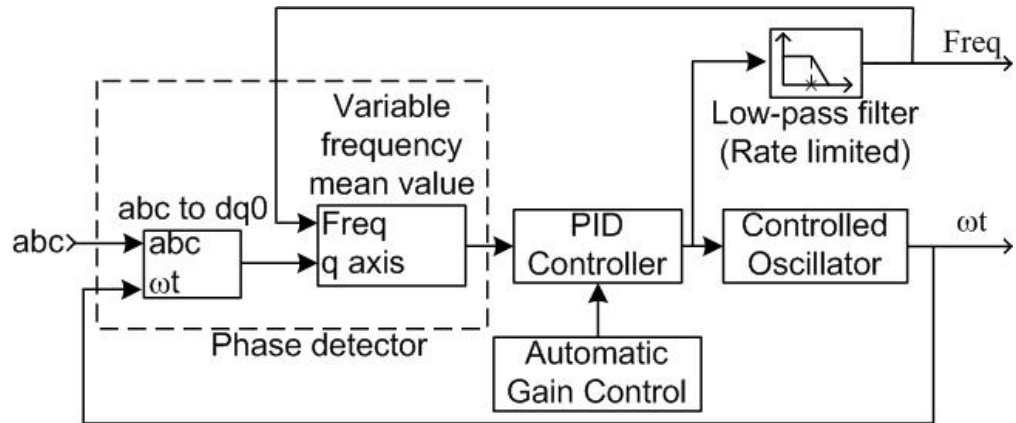 Freq
Variable
frequency
mean value
Low-pass filter
(Rate limited)
abc to dq0
abc
abc
ωt
Freq
q axis
PID
Controller
Controlled
Oscillator
ωt
Phase detector
Automatic
Gain Control